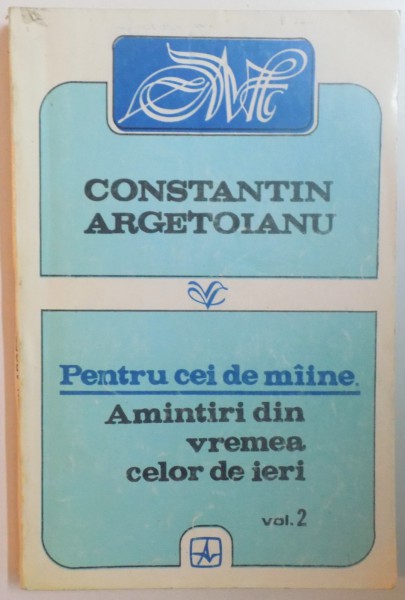 CONSTANTIN
ARGETOIANU
Pentru cei de mîine.
Amintiri din
vremea
celor de ieri
vol. 2